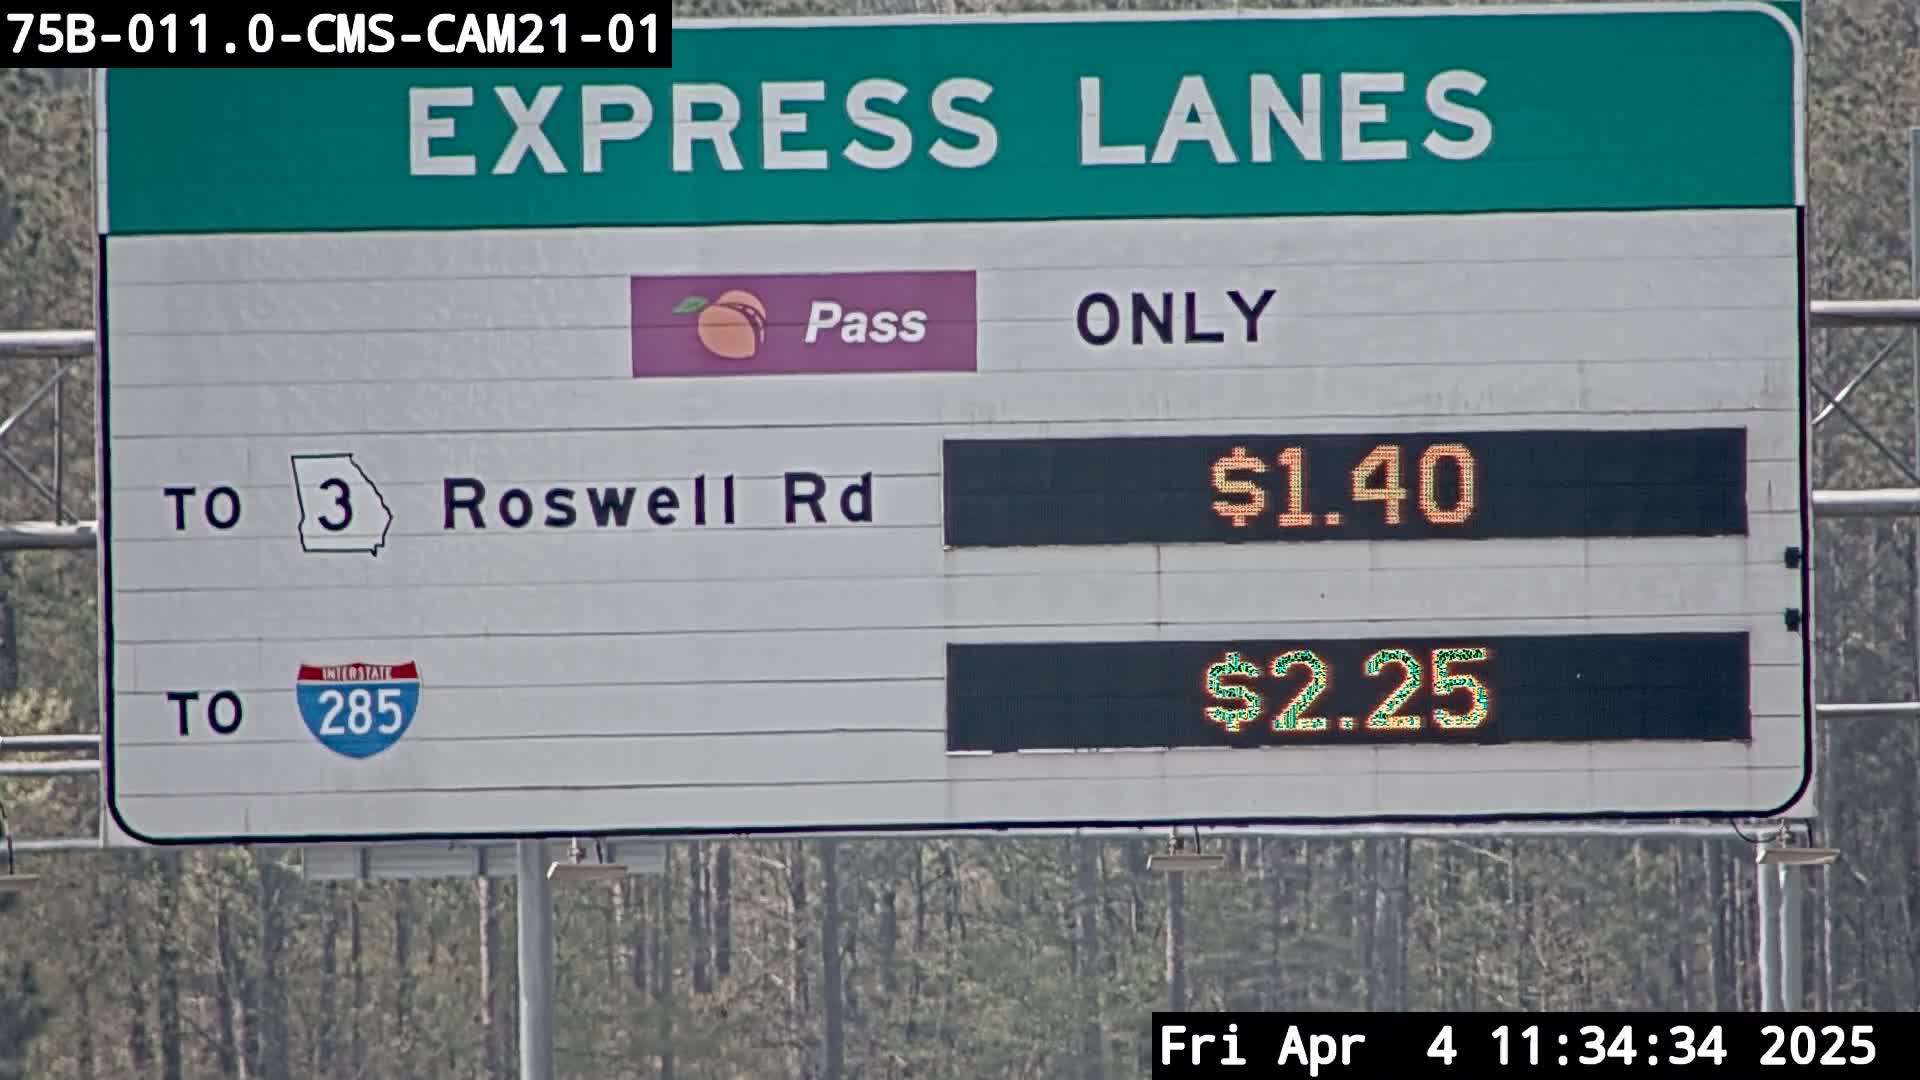 75B-011.0-CMS-CAM21-01
EXPRESS LANES
Pass ONLY
TO 3 Roswell Rd $1.40
TO INTERSTATE 285 $2.25
Fri Apr 4 11:34:34 2025